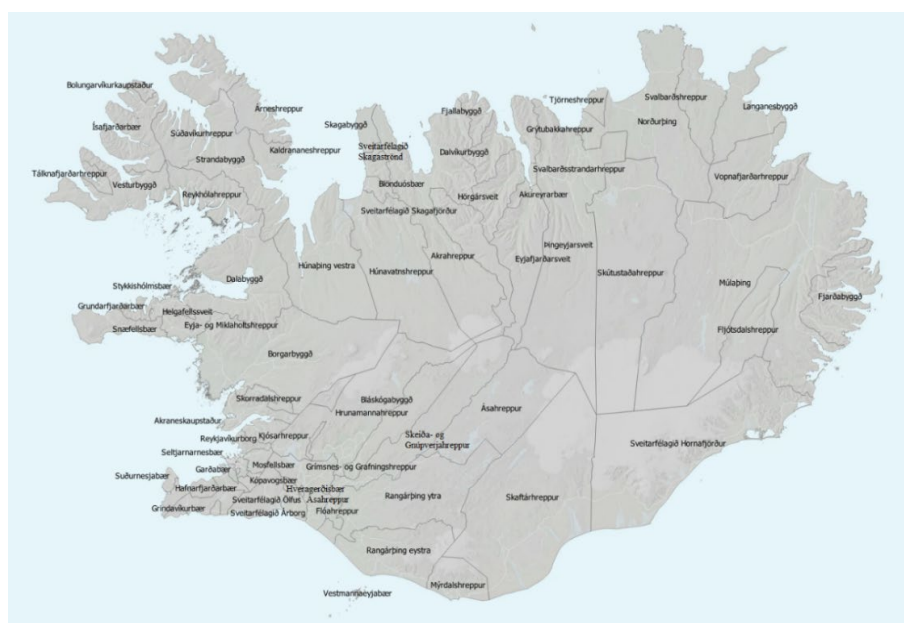 Bolungarvíkurkaupstaður
Árneshreppur
Ísafjarðarbær
Súðavíkurhreppur
Strandabyggð
Kaldrananeshreppur
Tálknafjarðarhreppur
Vesturbyggð
Reykhólahreppur
Skagabyggð
Sveitarfélagið
Skagaströnd
Fjallabyggð
Dalvíkurbyggð
Blönduósbær
Hörgársveit
Sveitarfélagið Skagafjörður
Tjörneshreppur
Grýtubakkahreppur
Svalbarðshreppur
Norðurþing
Langanesbyggð
Svalbarðsstrandarhreppur
Vopnafjarðarhreppur
Akureyrarbær
Þingeyjarsveit
Eyjafjarðarsveit
Akrahreppur
Húnaþing vestra
Húnavatnshreppur
Skútustaðahreppur
Múlaþing
Fjarðabyggð
Fljótsdalshreppur
Dalabyggð
Stykkishólmsbær
Grundarfjarðarbær
Helgafellssveit
Snæfellsbær
Eyja- og Miklaholtshreppur
Borgarbyggð
Skorradalshreppur
Bláskógabyggð
Hrunamannahreppur
Ásahreppur
Akraneskaupstaður
Reykjavíkurborg
Kjósarhreppur
Skeiða- og
Gnúpverjahreppur
Sveitarfélagið Hornafjörður
Seltjarnarnesbær
Mosfellsbær
Grímsnes- og Grafningshreppur
Garðabær
Suðurnesjabær
Kópavogsbær
Hafnarfjarðarbær
Hveragerðisbær
Sveitarfélagið Ölfus
Ásahreppur
Rangárþing ytra
Skaftárhreppur
Grindavíkurbær
Sveitarfélagið Árborg
Flóahreppur
Rangárþing eystra
Mýrdalshreppur
Vestmannaeyjabær